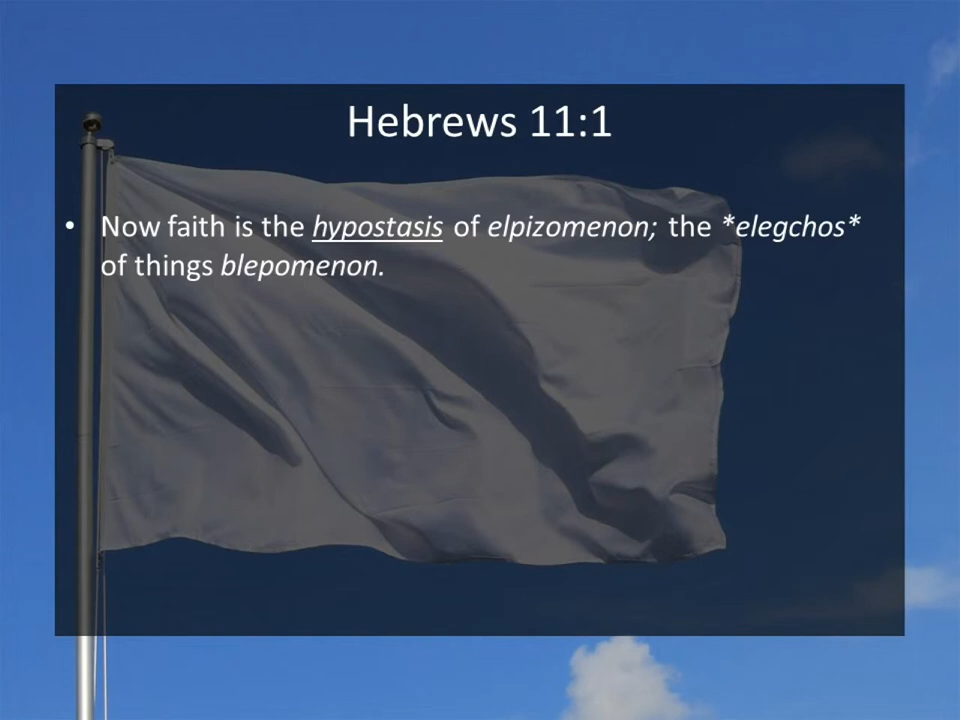 Hebrews 11:1
• Now faith is the hypostasis of elpizomenon; the *elegchos*
of things blepomenon.